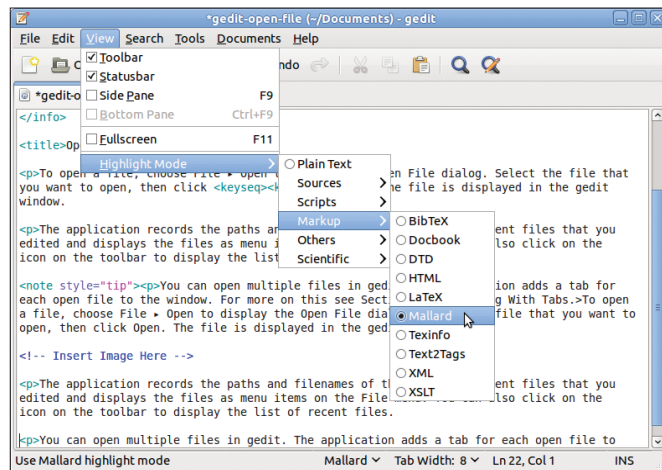 *gedit-open-file (~/Documents) - gedit
File Edit View Search Tools Documents Help
Toolbar
ndo
Statusbar
*gedit-o
Side Pane F9
Bottom Pane Ctrl+F9
</info>
Fullscreen F11
<title>Op
Highlight Mode
Plain Text
Sources
Scripts
Markup
Others
Scientific
BibTeX
Docbook
DTD
HTML
LaTeX
Mallard
Texinfo
Text2Tags
XML
XSLT
<p>To open a file, choose File ▸ Open en File dialog. Select the file that
you want to open, then click <keyseq><k he file is displayed in the gedit
window.
<p>The application records the paths an ent files that you
edited and displays the files as menu i lso click on the
icon on the toolbar to display the list
<note style="tip"><p>You can open multiple files in gedi ion adds a tab for
each open file to the window. For more on this see Sect g With Tabs.>To open
a file, choose File ▸ Open to display the Open File dia file that you want to
open, then click Open. The file is displayed in the ged
<!-- Insert Image Here -->
<p>The application records the paths and filenames of t ent files that you
edited and displays the files as menu items on the File lso click on the
icon on the toolbar to display the list of recent files.
<p>You can open multiple files in gedit. The application adds a tab for each open file to
Use Mallard highlight mode Mallard Tab Width: 8 Ln 22, Col 1 INS